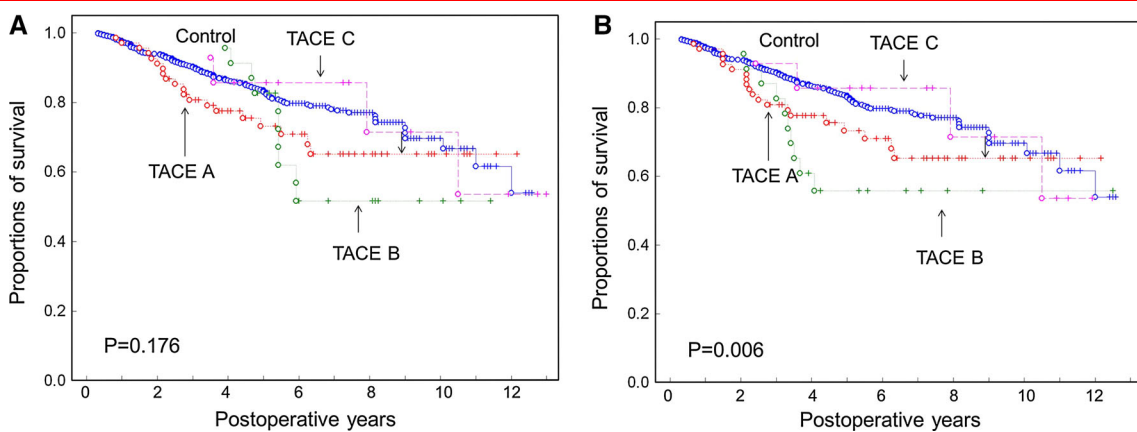 A
Proportions of survival
1.0
0.8
0.6
0.4
0.2
0.0
Control
TACE C
TACE A
TACE B
P=0.176
0 2 4 6 8 10 12
Postoperative years
B
Proportions of survival
1.0
0.8
0.6
0.4
0.2
0.0
Control
TACE C
TACE A
TACE B
P=0.006
0 2 4 6 8 10 12
Postoperative years